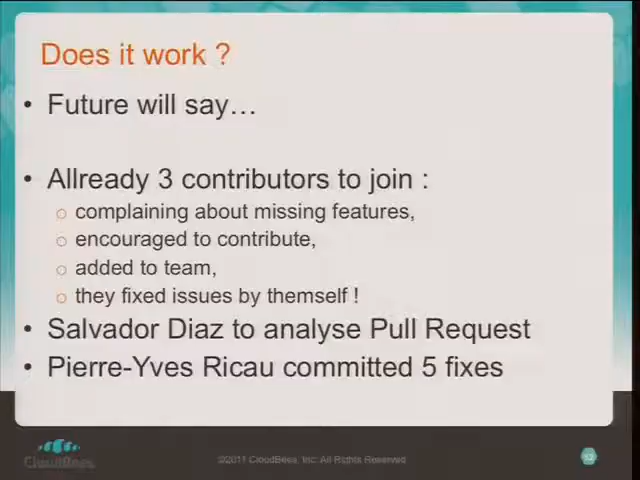 Does it work ?
• Future will say…
• Allready 3 contributors to join :
o complaining about missing features,
o encouraged to contribute,
o added to team,
o they fixed issues by themself !
• Salvador Diaz to analyse Pull Request
• Pierre-Yves Ricau committed 5 fixes
CloudBees
©2011 CloudBees, Inc. All Rights Reserved